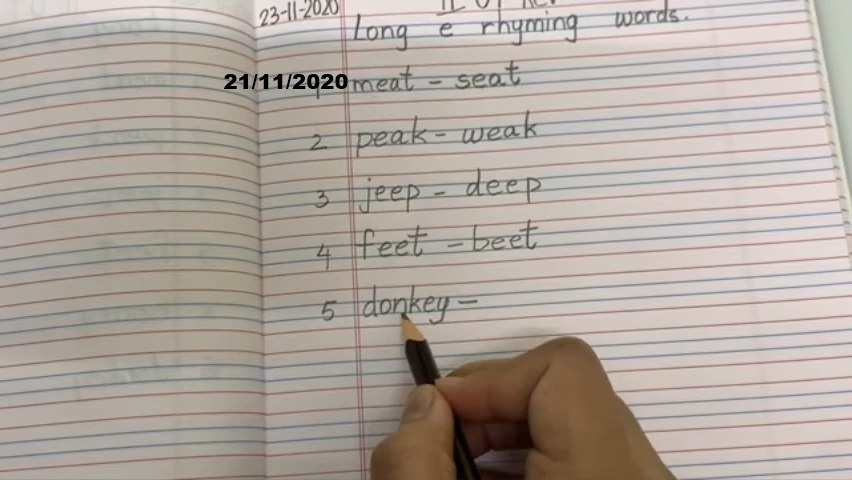 23-11-2020
Long e rhyming words.
21/11/2020
1 meat - seat
2 peak - weak
3 jeep - deep
4 feet - beet
5 donkey -